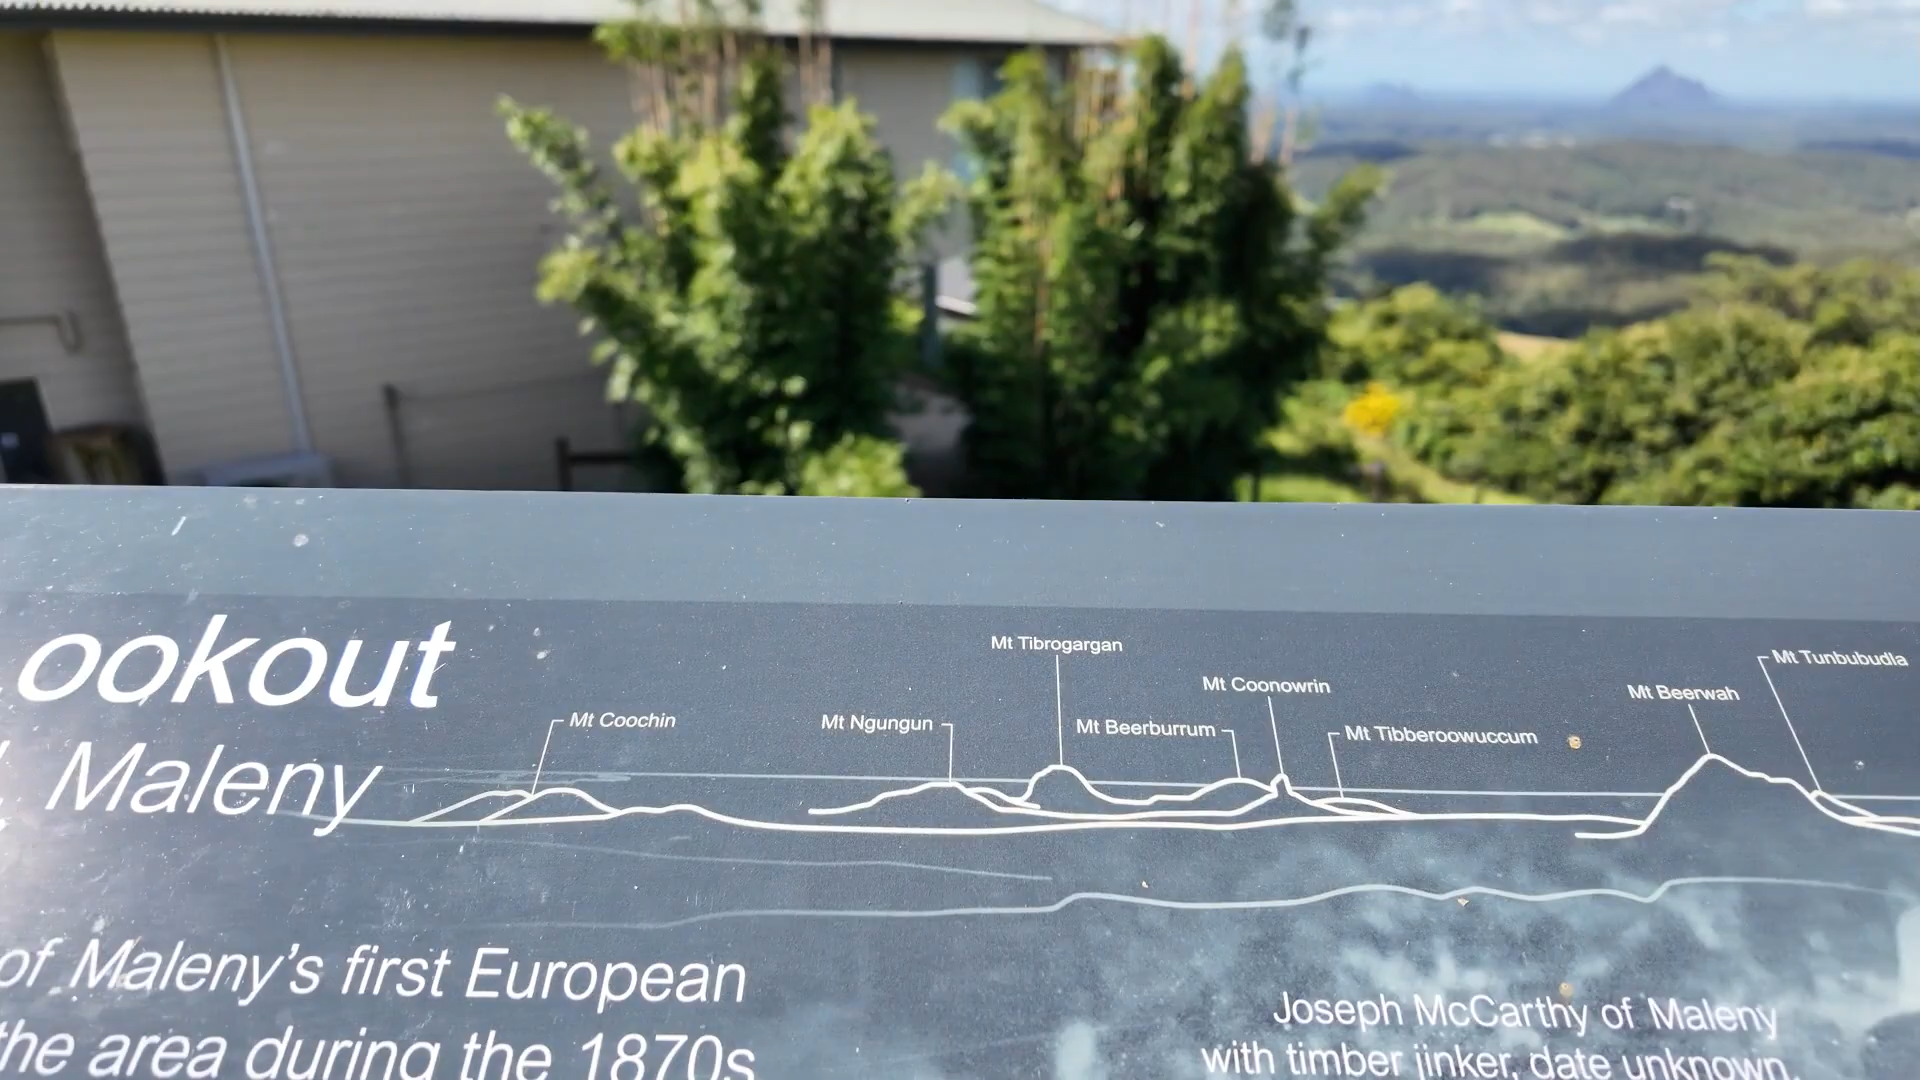 ookout
Maleny
Mt Coochin
Mt Ngungun
Mt Tibrogargan
Mt Beerburrum
Mt Coonowrin
Mt Tibberoowuccum
Mt Beerwah
Mt Tunbubudla
of Maleny's first European
the area during the 1870s
Joseph McCarthy of Maleny
with timber jinker, date unknown.